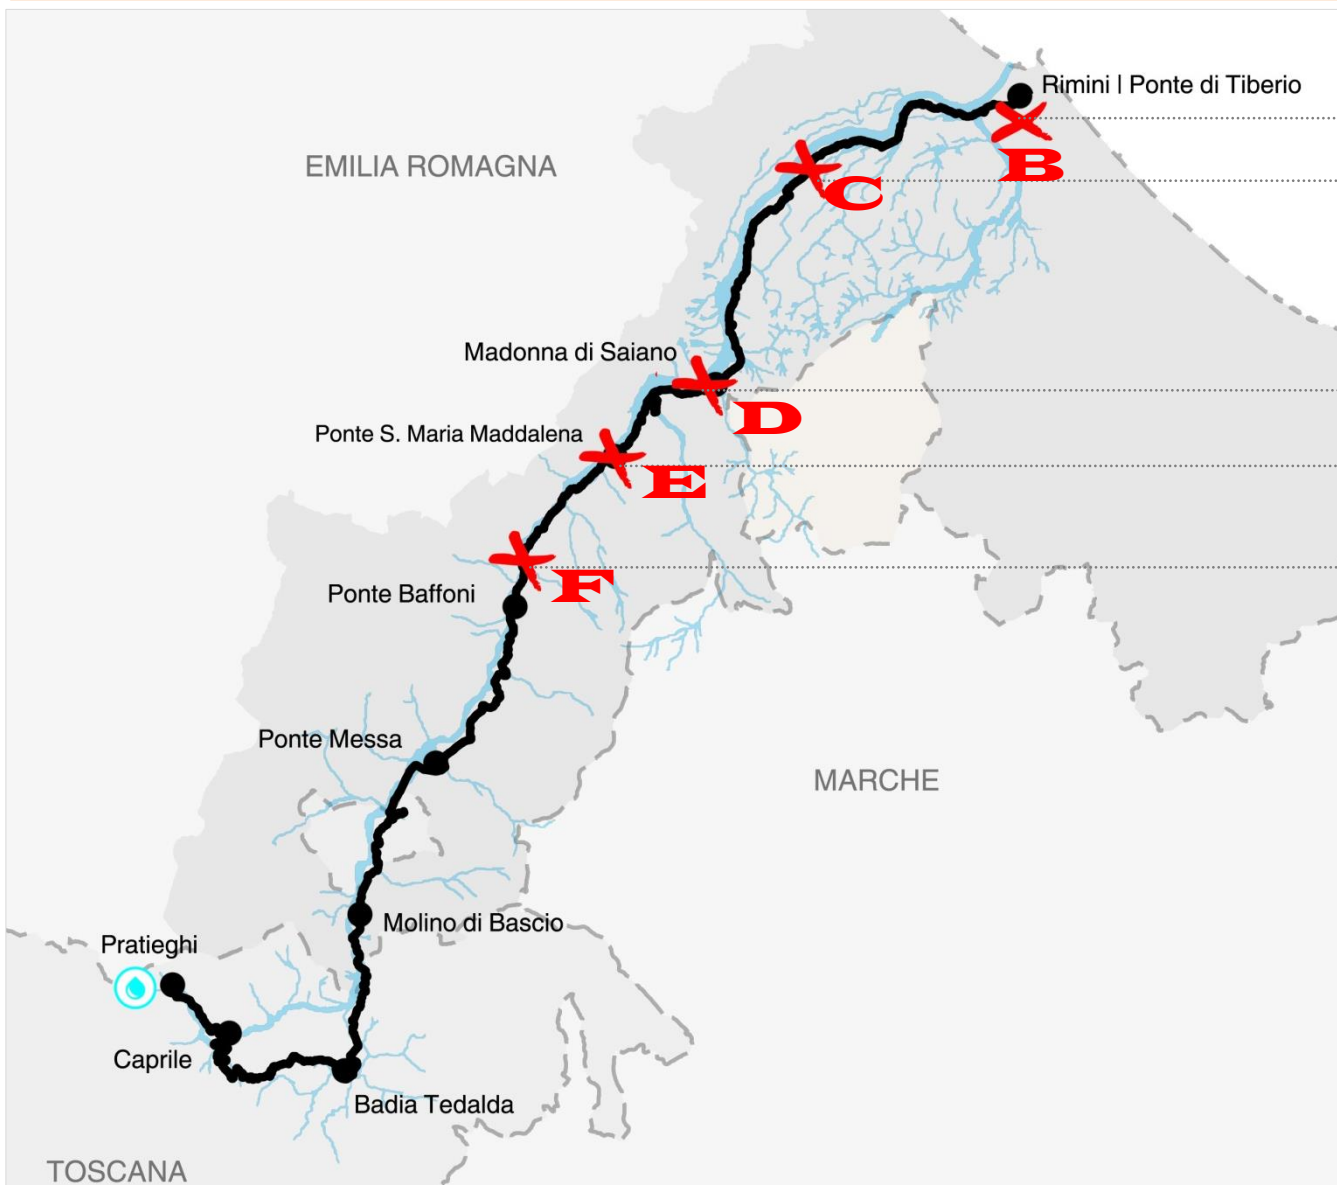 Rimini | Ponte di Tiberio
B
EMILIA ROMAGNA
C
Madonna di Saiano
D
Ponte S. Maria Maddalena
E
F
Ponte Baffoni
Ponte Messa
MARCHE
Molino di Bascio
Pratieghi
Caprile
Badia Tedalda
TOSCANA